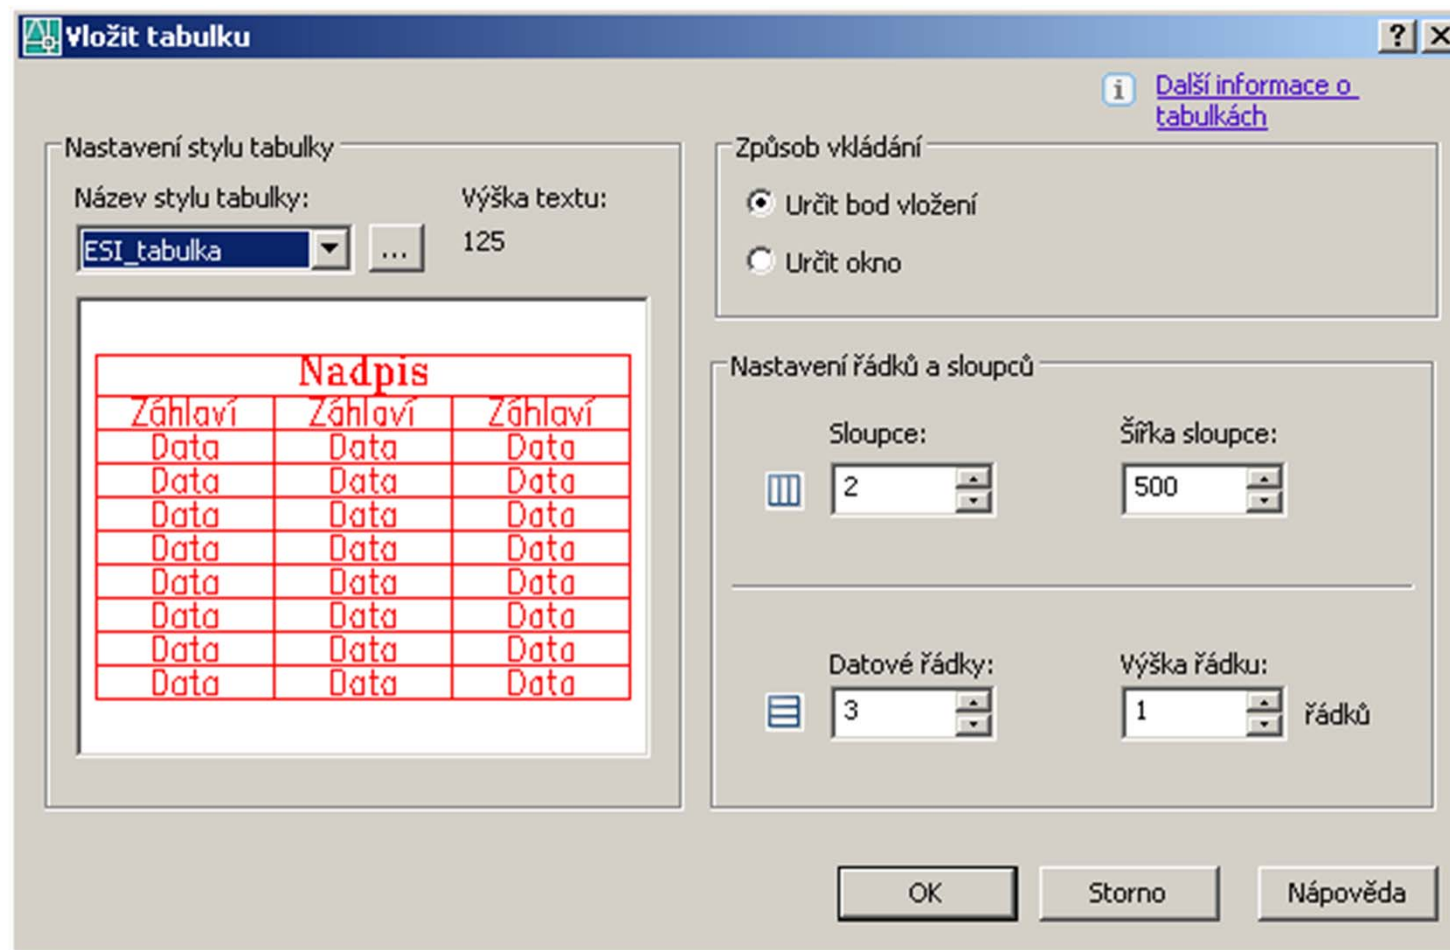 Vložit tabulku
Další informace o
tabulkách
Nastavení stylu tabulky
Název stylu tabulky:
Výška textu:
ESI_tabulka
...
125
Nadpis
Záhlaví Záhlaví Záhlaví
Data Data Data
Data Data Data
Data Data Data
Data Data Data
Data Data Data
Data Data Data
Data Data Data
Data Data Data
Způsob vkládání
Určit bod vložení
Určit okno
Nastavení řádků a sloupců
Sloupce:
Šířka sloupce:
2
500
Datové řádky:
Výška řádku:
3
1
řádků
OK
Storno
Nápověda